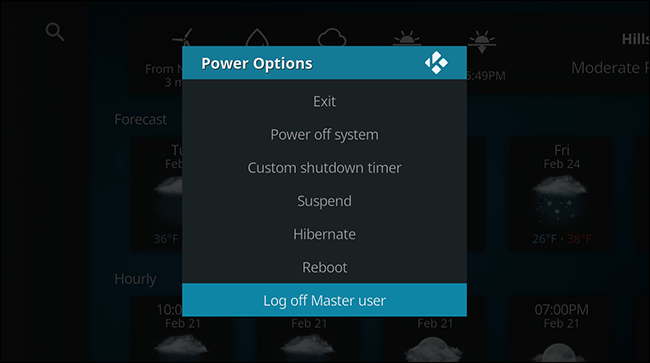 Power Options
Exit
Power off system
Custom shutdown timer
Suspend
Hibernate
Reboot
Log off Master user
From
3
5:49PM
Hills
Moderate
Forecast
Feb 21
36°F
Fri
Feb 24
26°F · 38°F
Hourly
10:0
Feb 21
Feb 21
Feb 21
07:00PM
Feb 21